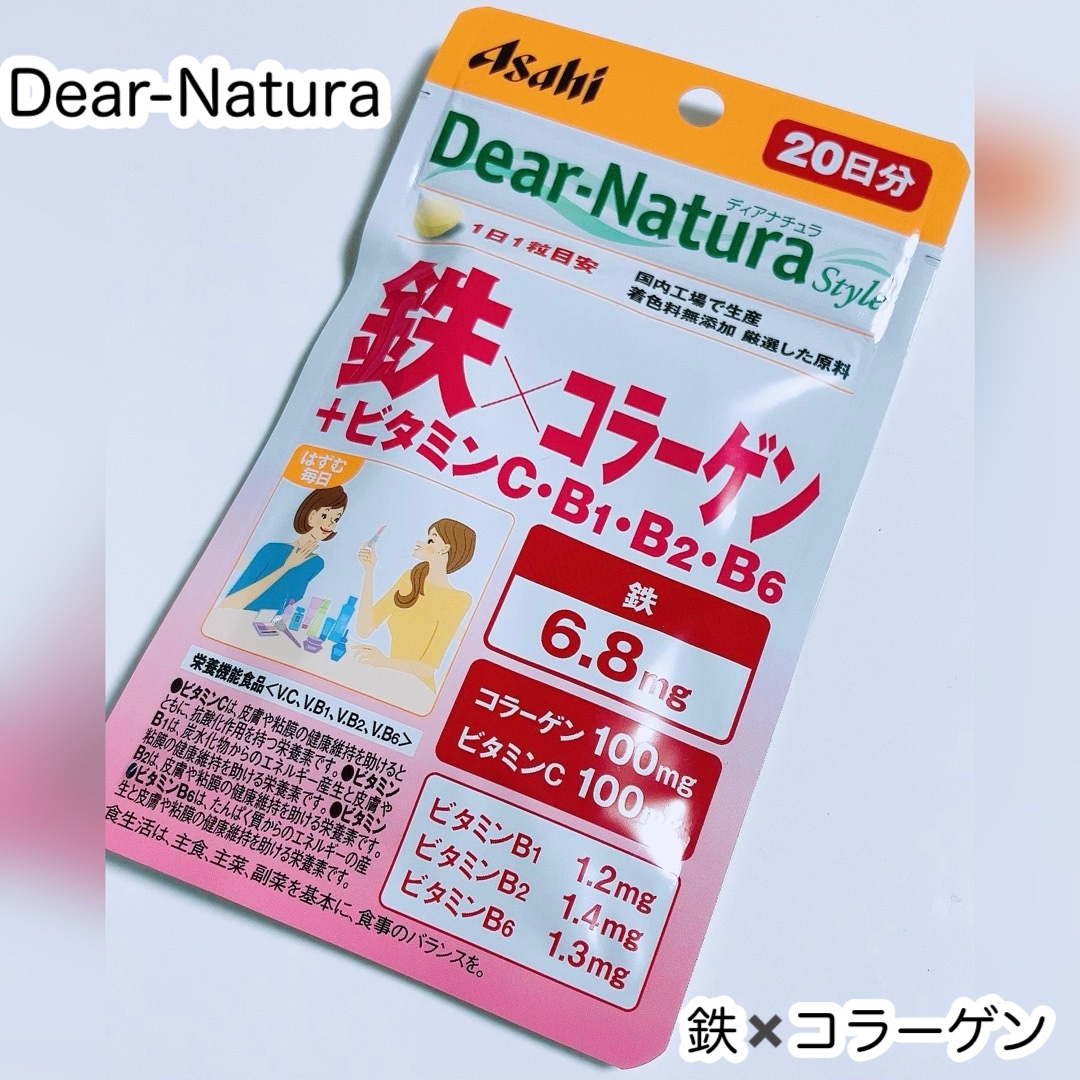 Dear-Natura
Asahi
20日分
Dear-Natura
ディアナチュラ
Style
1日1粒目安
国内工場で生産
着色料無添加 厳選した原料
鉄×コラーゲン
+ビタミンC・B1・B2・B6
はずむ
毎日
鉄
6.8mg
コラーゲン 100mg
ビタミンC 100mg
ビタミンB1 1.2mg
ビタミンB2 1.4mg
ビタミンB6 1.3mg
栄養機能食品<V.C、V.B1、V.B2、V.B6>
●ビタミンCは、皮膚や粘膜の健康維持を助けると
ともに、抗酸化作用を持つ栄養素です。●ビタミン
B1は、炭水化物からのエネルギー産生と皮膚や
粘膜の健康維持を助ける栄養素です。●ビタミン
B2は、皮膚や粘膜の健康維持を助ける栄養素です。
●ビタミンB6は、たんぱく質からのエネルギーの産
生と皮膚や粘膜の健康維持を助ける栄養素です。
食生活は、主食、主菜、副菜を基本に、食事のバランスを。
鉄✖コラーゲン